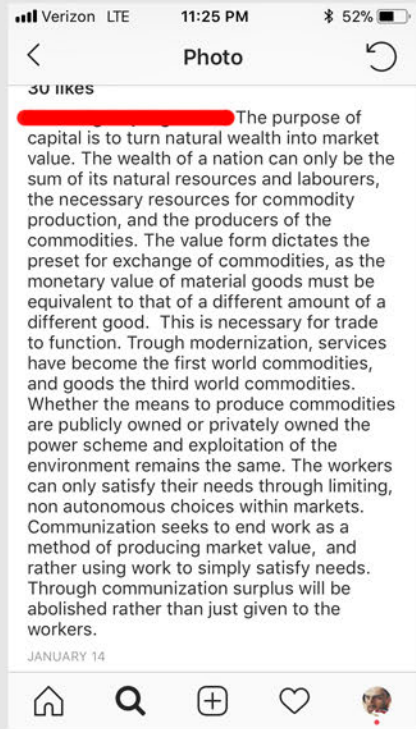 Verizon LTE 11:25 PM 52%
Photo
30 likes
The purpose of
capital is to turn natural wealth into market
value. The wealth of a nation can only be the
sum of its natural resources and labourers,
the necessary resources for commodity
production, and the producers of the
commodities. The value form dictates the
preset for exchange of commodities, as the
monetary value of material goods must be
equivalent to that of a different amount of a
different good.  This is necessary for trade
to function. Trough modernization, services
have become the first world commodities,
and goods the third world commodities.
Whether the means to produce commodities
are publicly owned or privately owned the
power scheme and exploitation of the
environment remains the same. The workers
can only satisfy their needs through limiting,
non autonomous choices within markets.
Communization seeks to end work as a
method of producing market value,  and
rather using work to simply satisfy needs.
Through communization surplus will be
abolished rather than just given to the
workers.
JANUARY 14